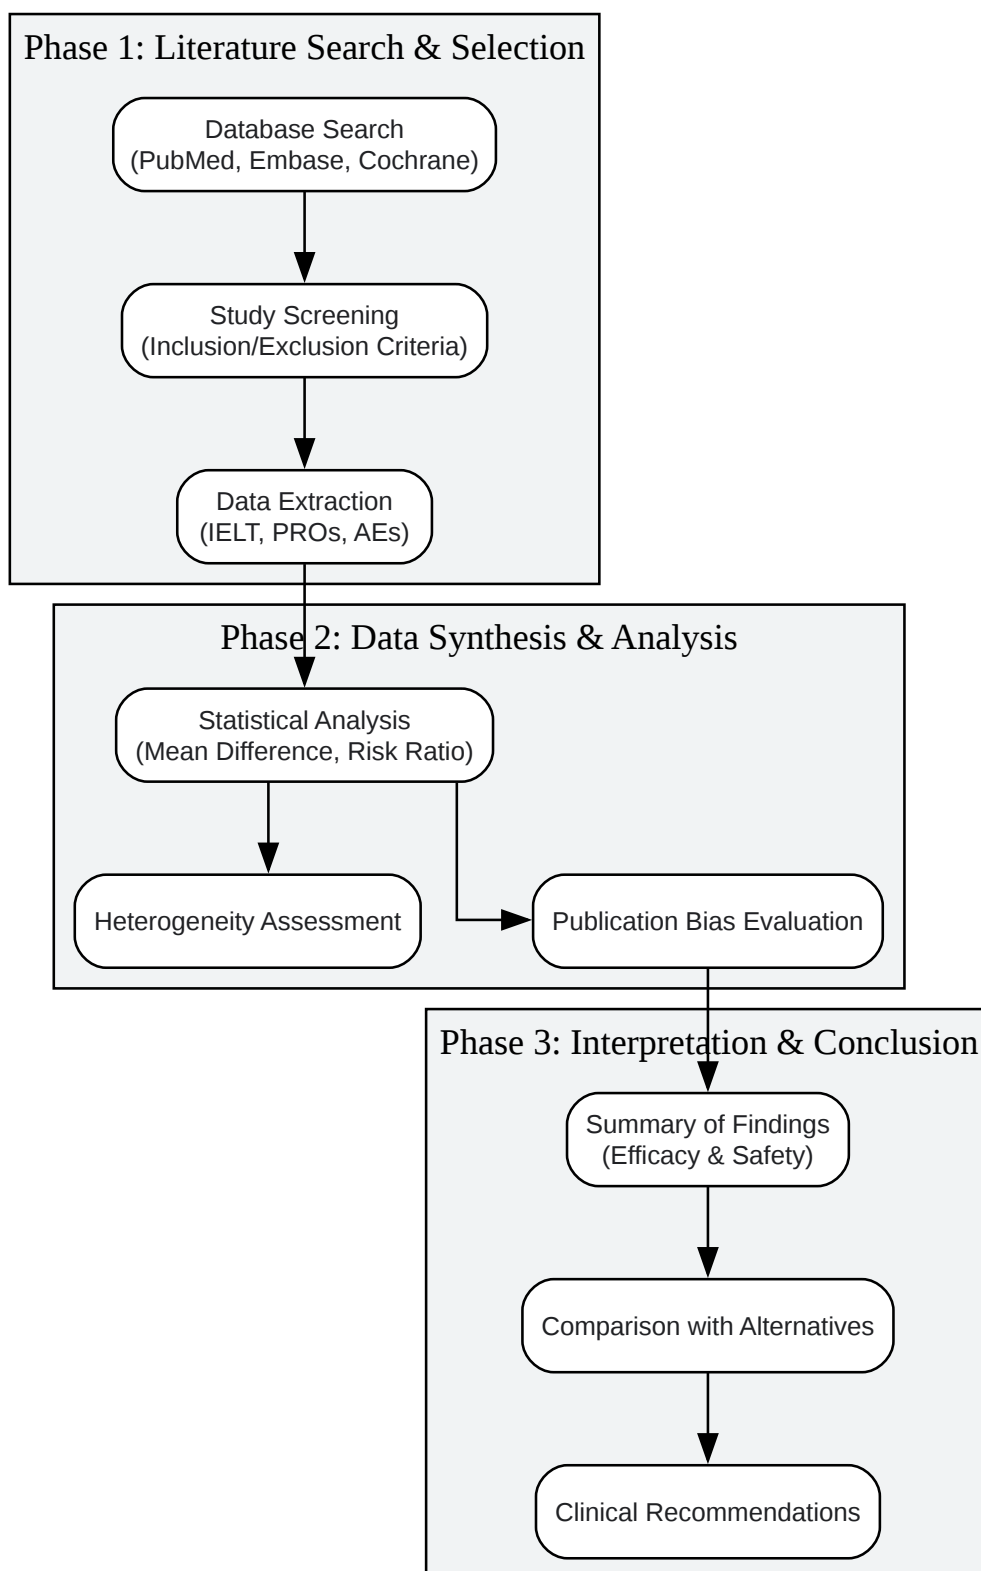 Phase 1: Literature Search & Selection
Database Search
(PubMed, Embase, Cochrane)
Study Screening
(Inclusion/Exclusion Criteria)
Data Extraction
(IELT, PROs, AEs)
Phase 2: Data Synthesis & Analysis
Statistical Analysis
(Mean Difference, Risk Ratio)
Heterogeneity Assessment
Publication Bias Evaluation
Phase 3: Interpretation & Conclusion
Summary of Findings
(Efficacy & Safety)
Comparison with Alternatives
Clinical Recommendations